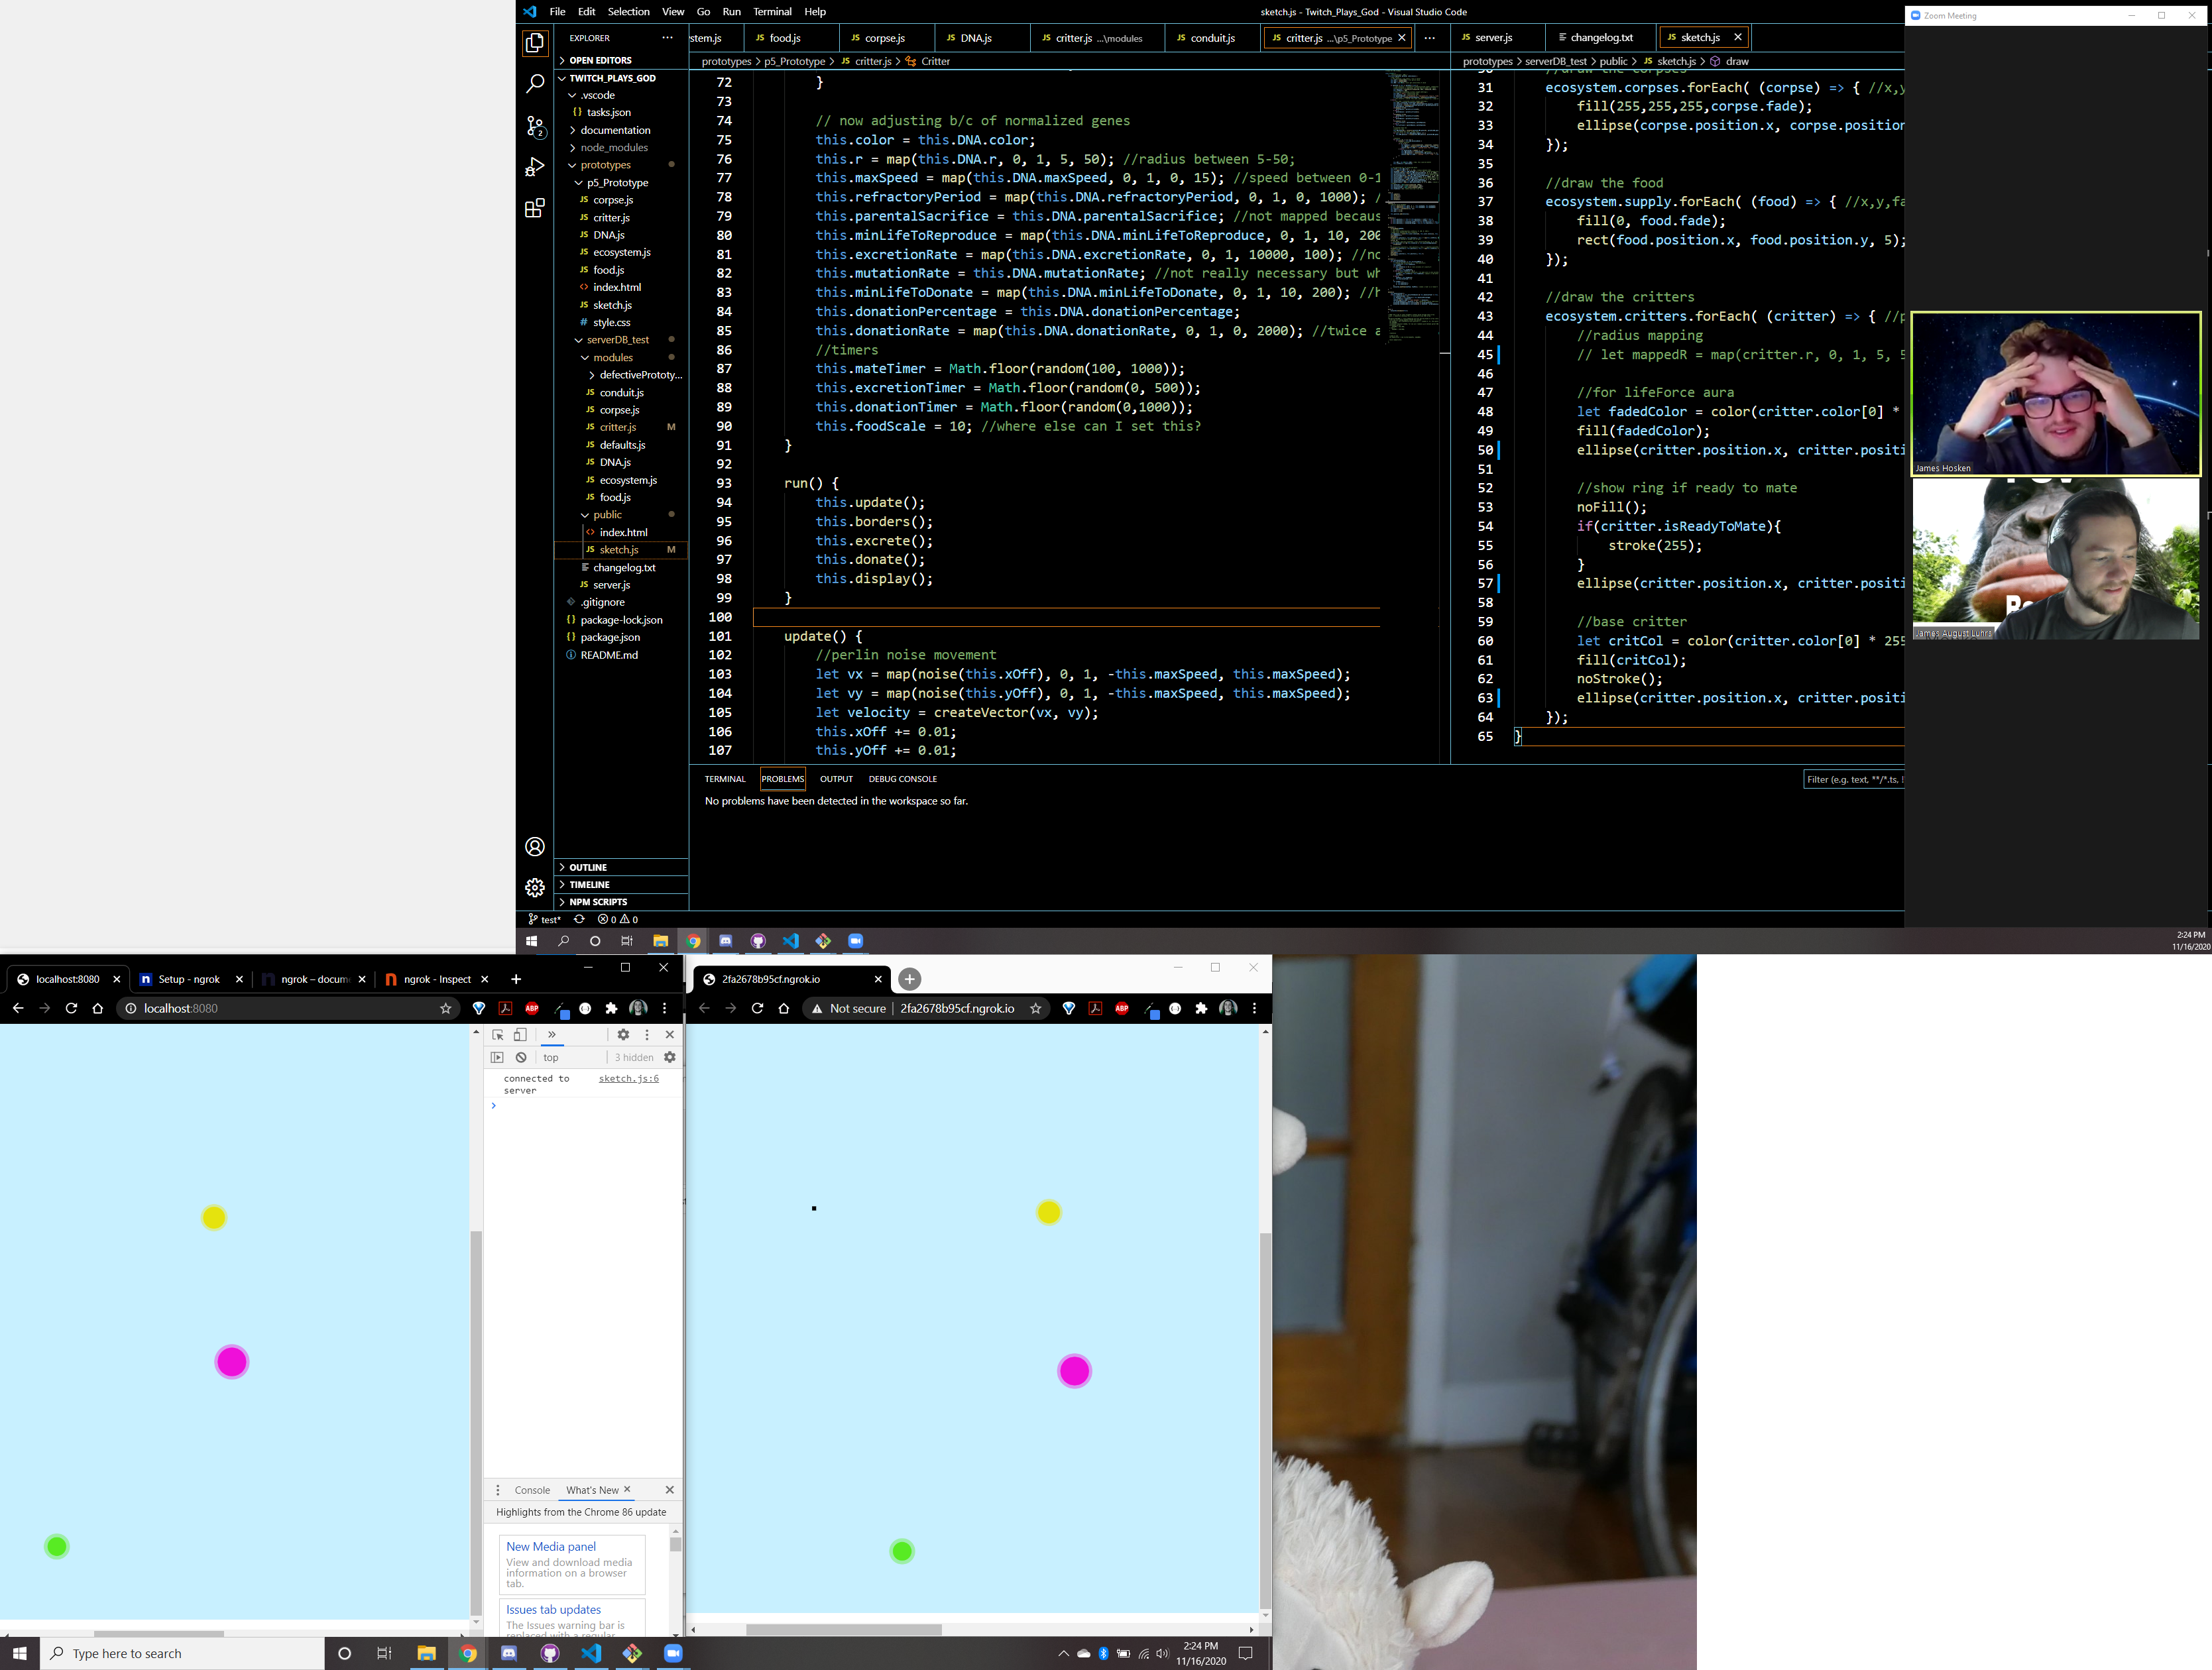 File Edit Selection View Go Run Terminal Help
sketch.js - Twitch_Plays_God - Visual Studio Code
EXPLORER
OPEN EDITORS
TWITCH_PLAYS_GOD
.vscode
tasks.json
documentation
node_modules
prototypes
p5_Prototype
corpse.js
critter.js
DNA.js
ecosystem.js
food.js
index.html
sketch.js
style.css
serverDB_test
modules
defectivePrototy...
conduit.js
corpse.js
critter.js M
defaults.js
DNA.js
ecosystem.js
food.js
public
index.html
sketch.js M
changelog.txt
server.js
.gitignore
package-lock.json
package.json
README.md
OUTLINE
TIMELINE
NPM SCRIPTS
test* 0 0
stem.js food.js corpse.js DNA.js critter.js ...\modules conduit.js critter.js ...\p5_Prototype
prototypes > p5_Prototype > critter.js > Critter
72 }
73
74 // now adjusting b/c of normalized genes
75 this.color = this.DNA.color;
76 this.r = map(this.DNA.r, 0, 1, 5, 50); //radius between 5-50;
77 this.maxSpeed = map(this.DNA.maxSpeed, 0, 1, 0, 15); //speed between 0-1
78 this.refractoryPeriod = map(this.DNA.refractoryPeriod, 0, 1, 0, 1000); /
79 this.parentalSacrifice = this.DNA.parentalSacrifice; //not mapped becaus
80 this.minLifeToReproduce = map(this.DNA.minLifeToReproduce, 0, 1, 10, 200
81 this.excretionRate = map(this.DNA.excretionRate, 0, 1, 10000, 100); //no
82 this.mutationRate = this.DNA.mutationRate; //not really necessary but wh
83 this.minLifeToDonate = map(this.DNA.minLifeToDonate, 0, 1, 10, 200); //h
84 this.donationPercentage = this.DNA.donationPercentage;
85 this.donationRate = map(this.DNA.donationRate, 0, 1, 0, 2000); //twice a
86 //timers
87 this.mateTimer = Math.floor(random(100, 1000));
88 this.excretionTimer = Math.floor(random(0, 500));
89 this.donationTimer = Math.floor(random(0,1000));
90 this.foodScale = 10; //where else can I set this?
91 }
92
93 run() {
94 this.update();
95 this.borders();
96 this.excrete();
97 this.donate();
98 this.display();
99 }
100
101 update() {
102 //perlin noise movement
103 let vx = map(noise(this.xOff), 0, 1, -this.maxSpeed, this.maxSpeed);
104 let vy = map(noise(this.yOff), 0, 1, -this.maxSpeed, this.maxSpeed);
105 let velocity = createVector(vx, vy);
106 this.xOff += 0.01;
107 this.yOff += 0.01;
server.js changelog.txt sketch.js
prototypes > serverDB_test > public > sketch.js > draw
30 //draw the corpses
31 ecosystem.corpses.forEach( (corpse) => { //x,y
32 fill(255,255,255,corpse.fade);
33 ellipse(corpse.position.x, corpse.position
34 });
35
36 //draw the food
37 ecosystem.supply.forEach( (food) => { //x,y,fa
38 fill(0, food.fade);
39 rect(food.position.x, food.position.y, 5);
40 });
41
42 //draw the critters
43 ecosystem.critters.forEach( (critter) => { //p
44 //radius mapping
45 // let mappedR = map(critter.r, 0, 1, 5, 5
46
47 //for lifeForce aura
48 let fadedColor = color(critter.color[0] *
49 fill(fadedColor);
50 ellipse(critter.position.x, critter.positi
51
52 //show ring if ready to mate
53 noFill();
54 if(critter.isReadyToMate){
55 stroke(255);
56 }
57 ellipse(critter.position.x, critter.positi
58
59 //base critter
60 let critCol = color(critter.color[0] * 255
61 fill(critCol);
62 noStroke();
63 ellipse(critter.position.x, critter.positi
64 });
65 }
TERMINAL PROBLEMS OUTPUT DEBUG CONSOLE
Filter (e.g. text, **/*.ts, !
No problems have been detected in the workspace so far.
Zoom Meeting
James Hosken
James August Luhrs
2:24 PM
11/16/2020
localhost:8080 Setup - ngrok ngrok – docum ngrok - Inspect
localhost:8080
top 3 hidden
connected to server sketch.js:6
Console What's New
Highlights from the Chrome 86 update
New Media panel
View and download media
information on a browser
tab.
Issues tab updates
The Issues warning bar is
replaced with a regular
2fa2678b95cf.ngrok.io
Not secure 2fa2678b95cf.ngrok.io
Type here to search
2:24 PM
11/16/2020